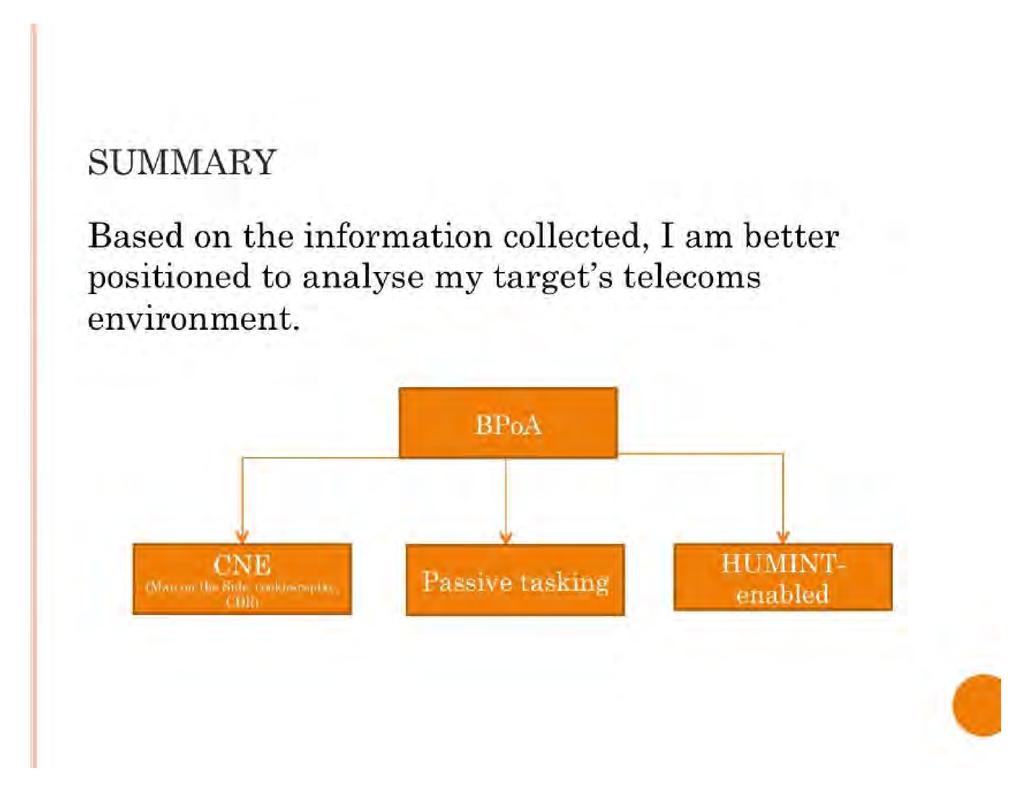 SUMMARY
Based on the information collected, I am better
positioned to analyse my target's telecoms
environment.
BPoA
CNE
(Man on the Side,
CDR)
Passive tasking
HUMINT-
enabled